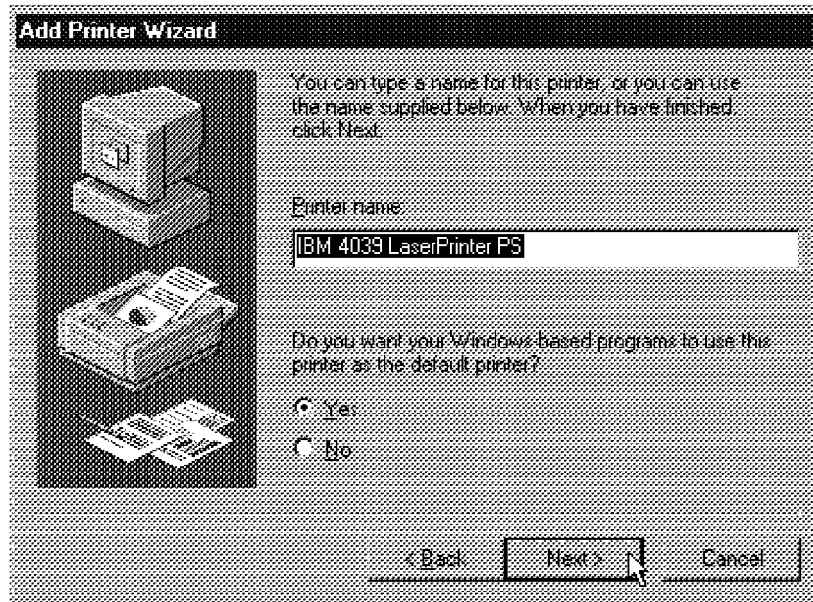 Add Printer Wizard
You can type a name for this printer, or you can use
the name supplied below. When you have finished,
click Next.
Printer name:
IBM 4039 LaserPrinter PS
Do you want your Windows-based programs to use this
printer as the default printer?
Yes
No
< Back
Next >
Cancel